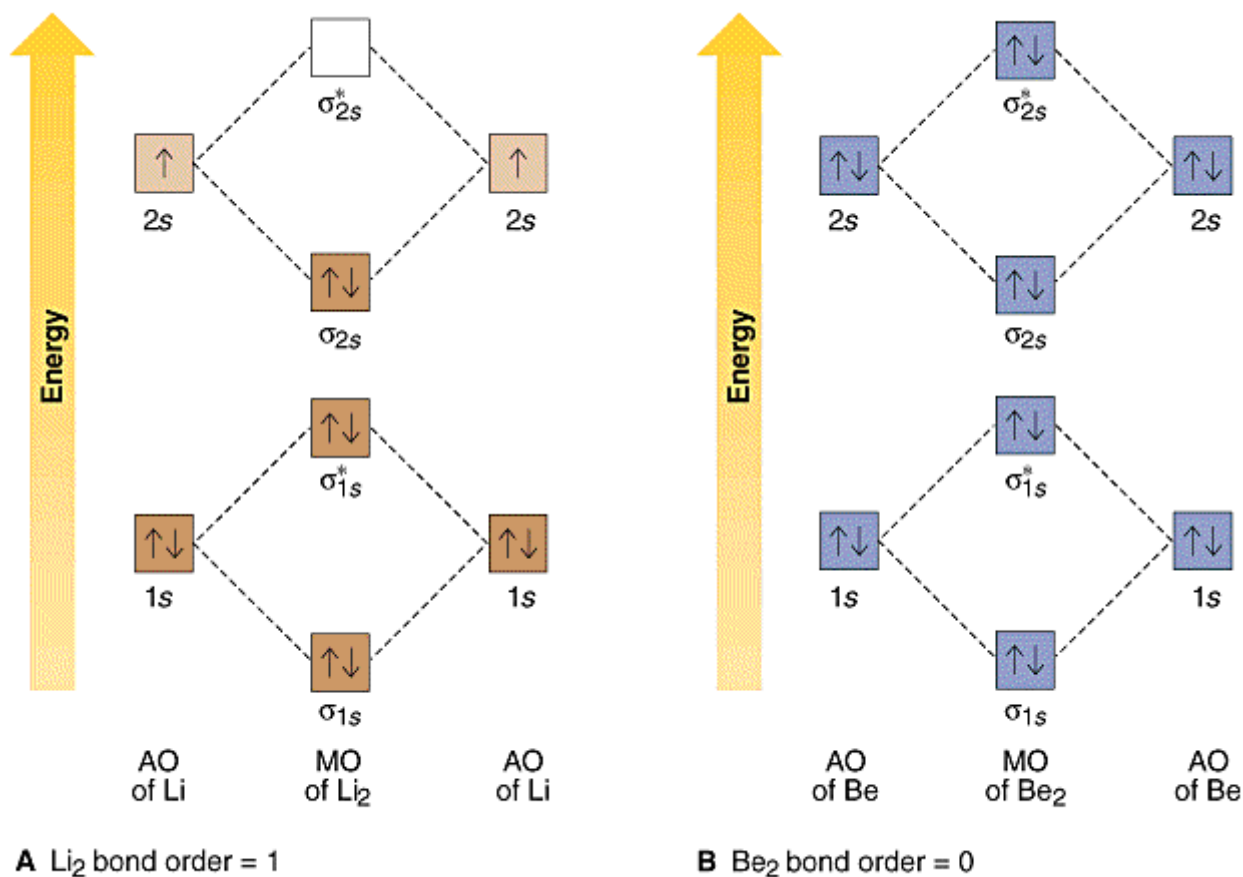 σ*2s
↑
2s
↑
2s
↑↓
σ2s
↑↓
σ*1s
↑↓
1s
↑↓
1s
↑↓
σ1s
Energy
AO
of Li
MO
of Li2
AO
of Li
A Li2 bond order = 1
↑↓
σ*2s
↑↓
2s
↑↓
2s
↑↓
σ2s
↑↓
σ*1s
↑↓
1s
↑↓
1s
↑↓
σ1s
Energy
AO
of Be
MO
of Be2
AO
of Be
B Be2 bond order = 0